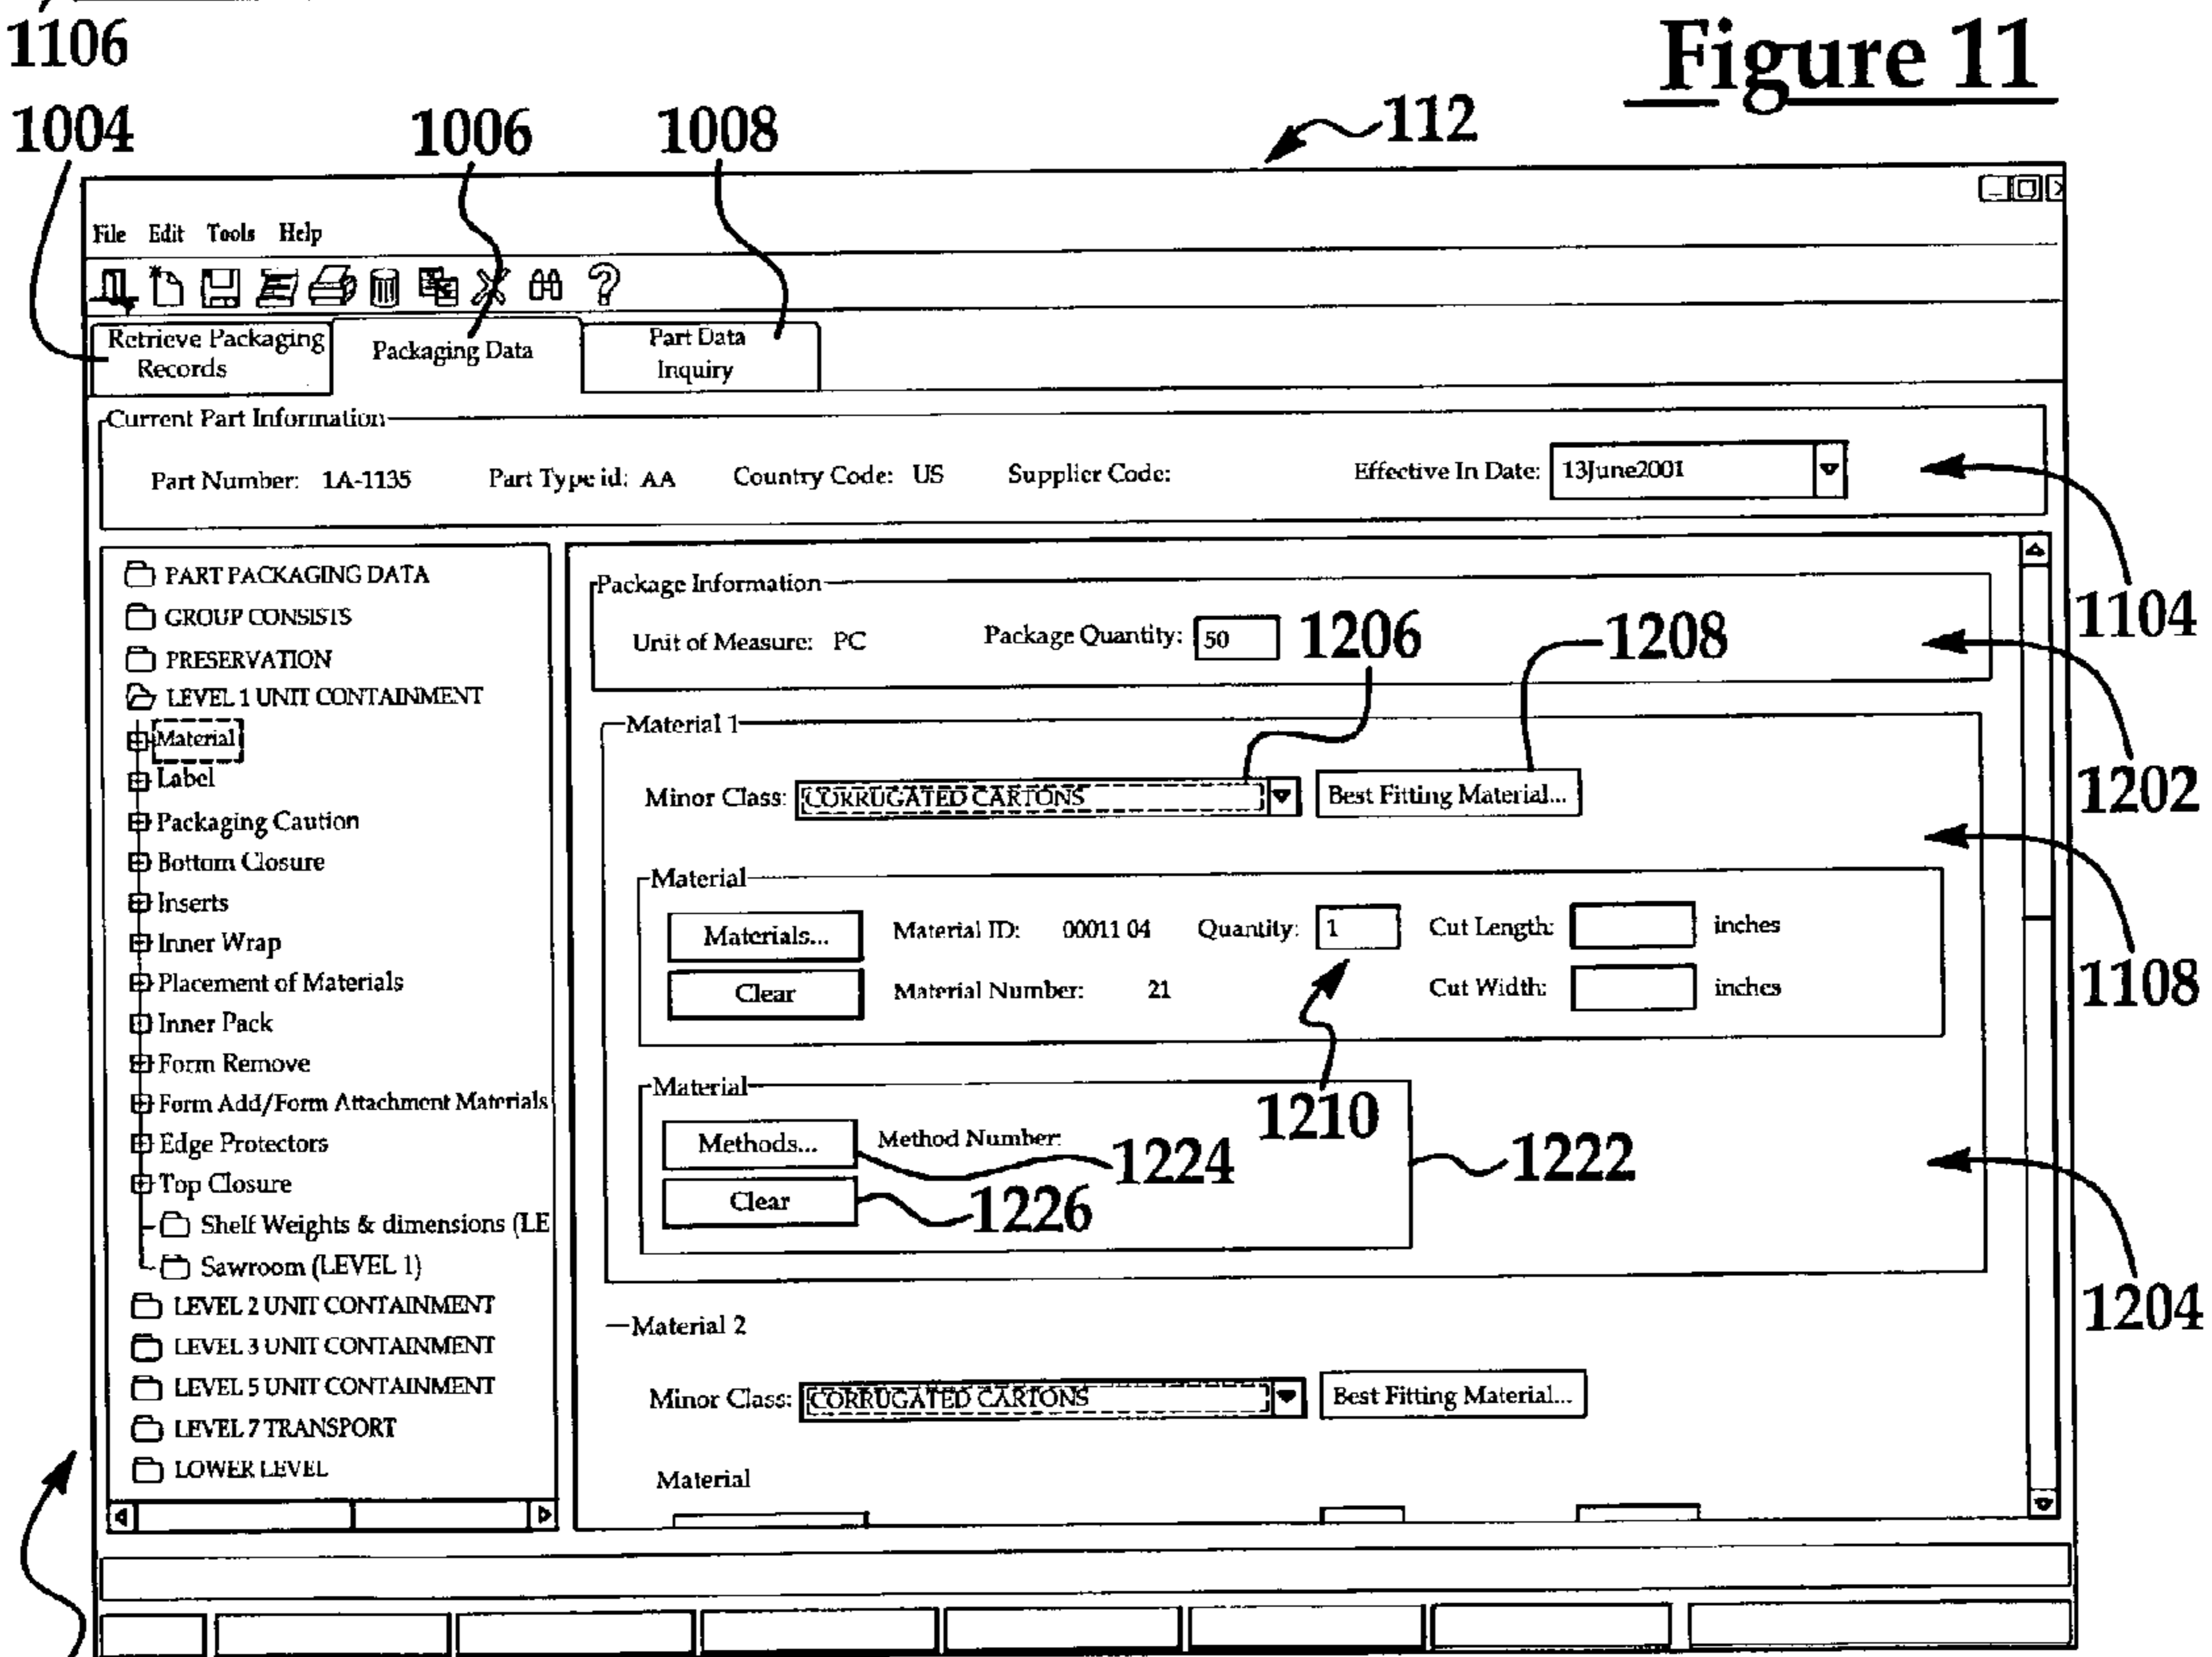 1106
Figure 11
1004 1006 1008 112
File Edit Tools Help
Retrieve Packaging Records Packaging Data Part Data Inquiry
Current Part Information
Part Number: 1A-1135 Part Type id: AA Country Code: US Supplier Code: Effective In Date: 13June2001
1104
PART PACKAGING DATA
GROUP CONSISTS
PRESERVATION
LEVEL 1 UNIT CONTAINMENT
Material
Label
Packaging Caution
Bottom Closure
Inserts
Inner Wrap
Placement of Materials
Inner Pack
Form Remove
Form Add/Form Attachment Materials
Edge Protectors
Top Closure
Shelf Weights & dimensions (LE
Sawroom (LEVEL 1)
LEVEL 2 UNIT CONTAINMENT
LEVEL 3 UNIT CONTAINMENT
LEVEL 5 UNIT CONTAINMENT
LEVEL 7 TRANSPORT
LOWER LEVEL
Package Information
Unit of Measure: PC Package Quantity: 50 1206 1208
1202
Material 1
Minor Class: CORRUGATED CARTONS Best Fitting Material...
1108
Material
Materials... Material ID: 00011 04 Quantity: 1 Cut Length: inches
Clear Material Number: 21 Cut Width: inches
1210
Material
Methods... Method Number: 1224 1222
Clear 1226
1204
Material 2
Minor Class: CORRUGATED CARTONS Best Fitting Material...
Material